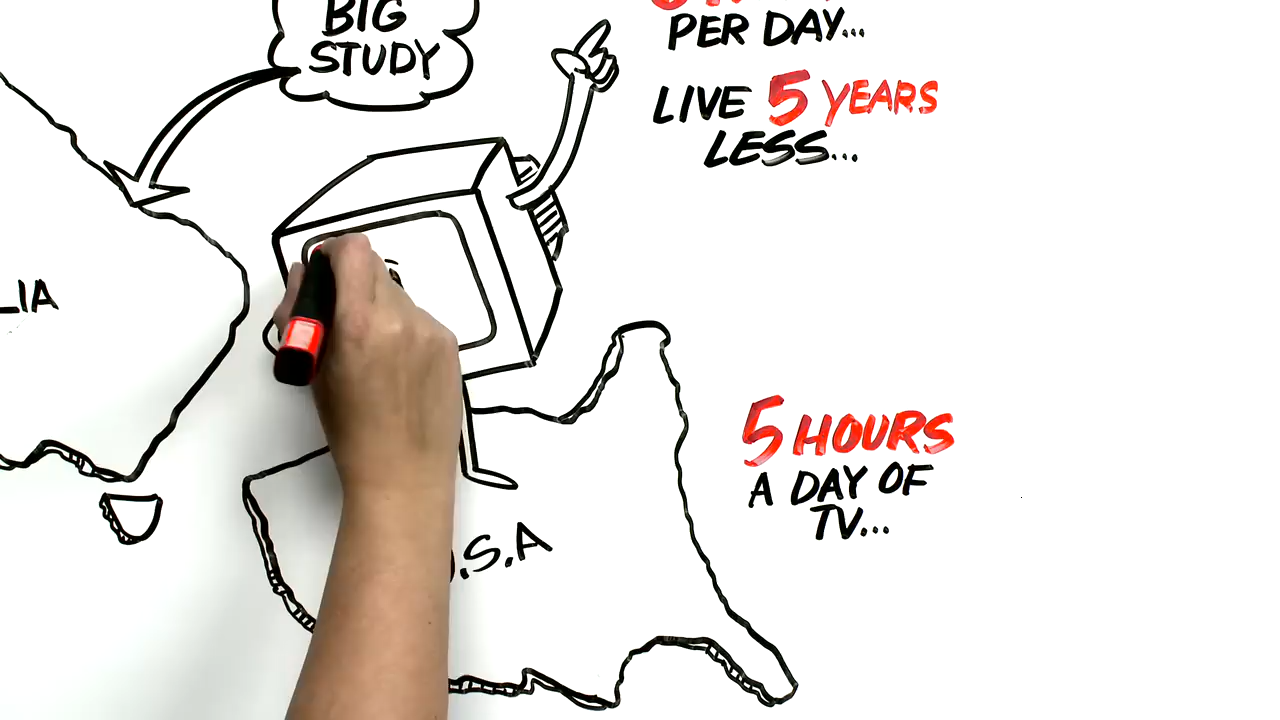 BIG
STUDY
PER DAY...
LIVE 5 YEARS
LESS...
LIA
5 HOURS
A DAY OF
TV...
.S.A